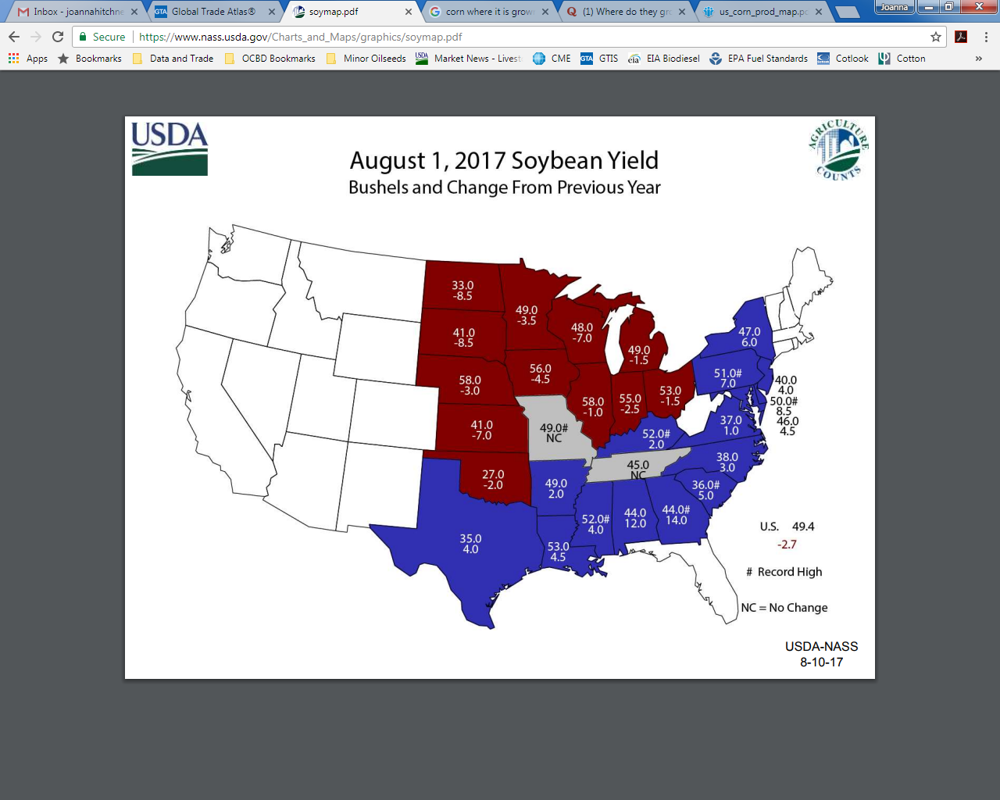 Joanna
Inbox - joannahitchne
Global Trade Atlas®
soymap.pdf
corn where it is grow
(1) Where do they gr
us_corn_prod_map.p
Secure
https://www.nass.usda.gov/Charts_and_Maps/graphics/soymap.pdf
Apps
Bookmarks
Data and Trade
OCBD Bookmarks
Minor Oilseeds
USDA
Market News - Livest
CME
GTA
GTIS
eia
EIA Biodiesel
EPA Fuel Standards
Cotlook
Cotton
»
USDA
AGRICULTURE
COUNTS
August 1, 2017 Soybean Yield
Bushels and Change From Previous Year
33.0
-8.5
49.0
-3.5
41.0
-8.5
48.0
-7.0
49.0
-1.5
47.0
6.0
58.0
-3.0
56.0
-4.5
51.0#
7.0
40.0
4.0
50.0#
8.5
46.0
4.5
58.0
-1.0
55.0
-2.5
53.0
-1.5
41.0
-7.0
49.0#
NC
52.0#
2.0
37.0
1.0
27.0
-2.0
49.0
2.0
45.0
NC
38.0
3.0
36.0#
5.0
35.0
4.0
53.0
4.5
52.0#
4.0
44.0
12.0
44.0#
14.0
U.S. 49.4
-2.7
# Record High
NC = No Change
USDA-NASS
8-10-17